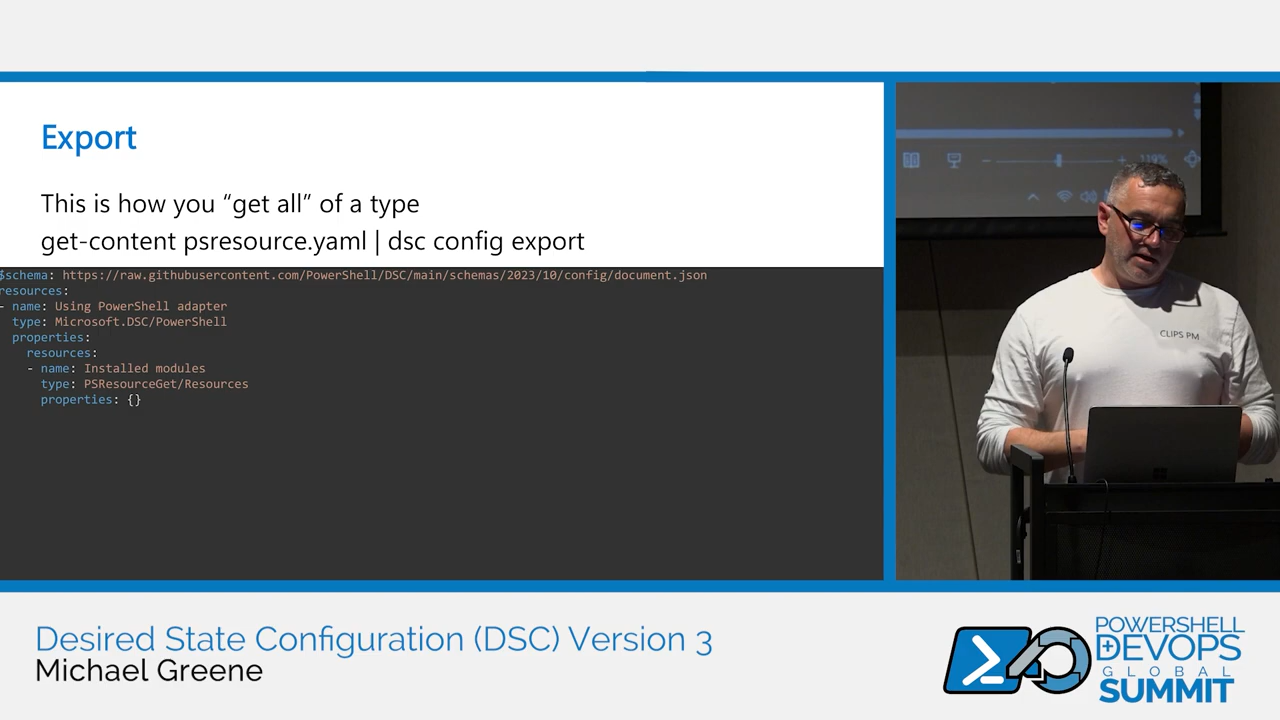 Export
This is how you “get all” of a type
get-content psresource.yaml | dsc config export
$schema: https://raw.githubusercontent.com/PowerShell/DSC/main/schemas/2023/10/config/document.json
resources:
- name: Using PowerShell adapter
type: Microsoft.DSC/PowerShell
properties:
resources:
- name: Installed modules
type: PSResourceGet/Resources
properties: {}
119%
CLIPS PM
Desired State Configuration (DSC) Version 3
Michael Greene
POWERSHELL
DEVOPS
GLOBAL
SUMMIT